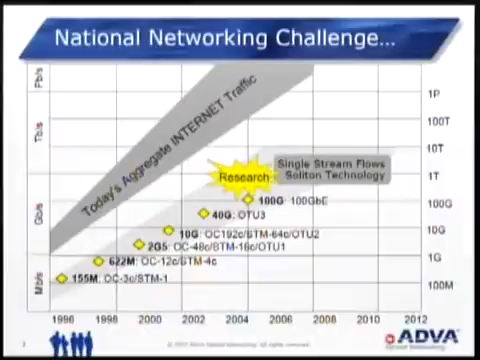 National Networking Challenge...
Pb/s
Tb/s
Gb/s
Mb/s
Today's Aggregate INTERNET Traffic
Research
Single Stream Flows
Soliton Technology
100G: 100GbE
40G: OTU3
10G: OC192c/STM-64c/OTU2
2G5: OC-48c/STM-16c/OTU1
622M: OC-12c/STM-4c
155M: OC-3c/STM-1
1P
100T
10T
1T
100G
10G
1G
100M
1996 1998 2000 2002 2004 2006 2008 2010 2012
ADVA
Optical Networking